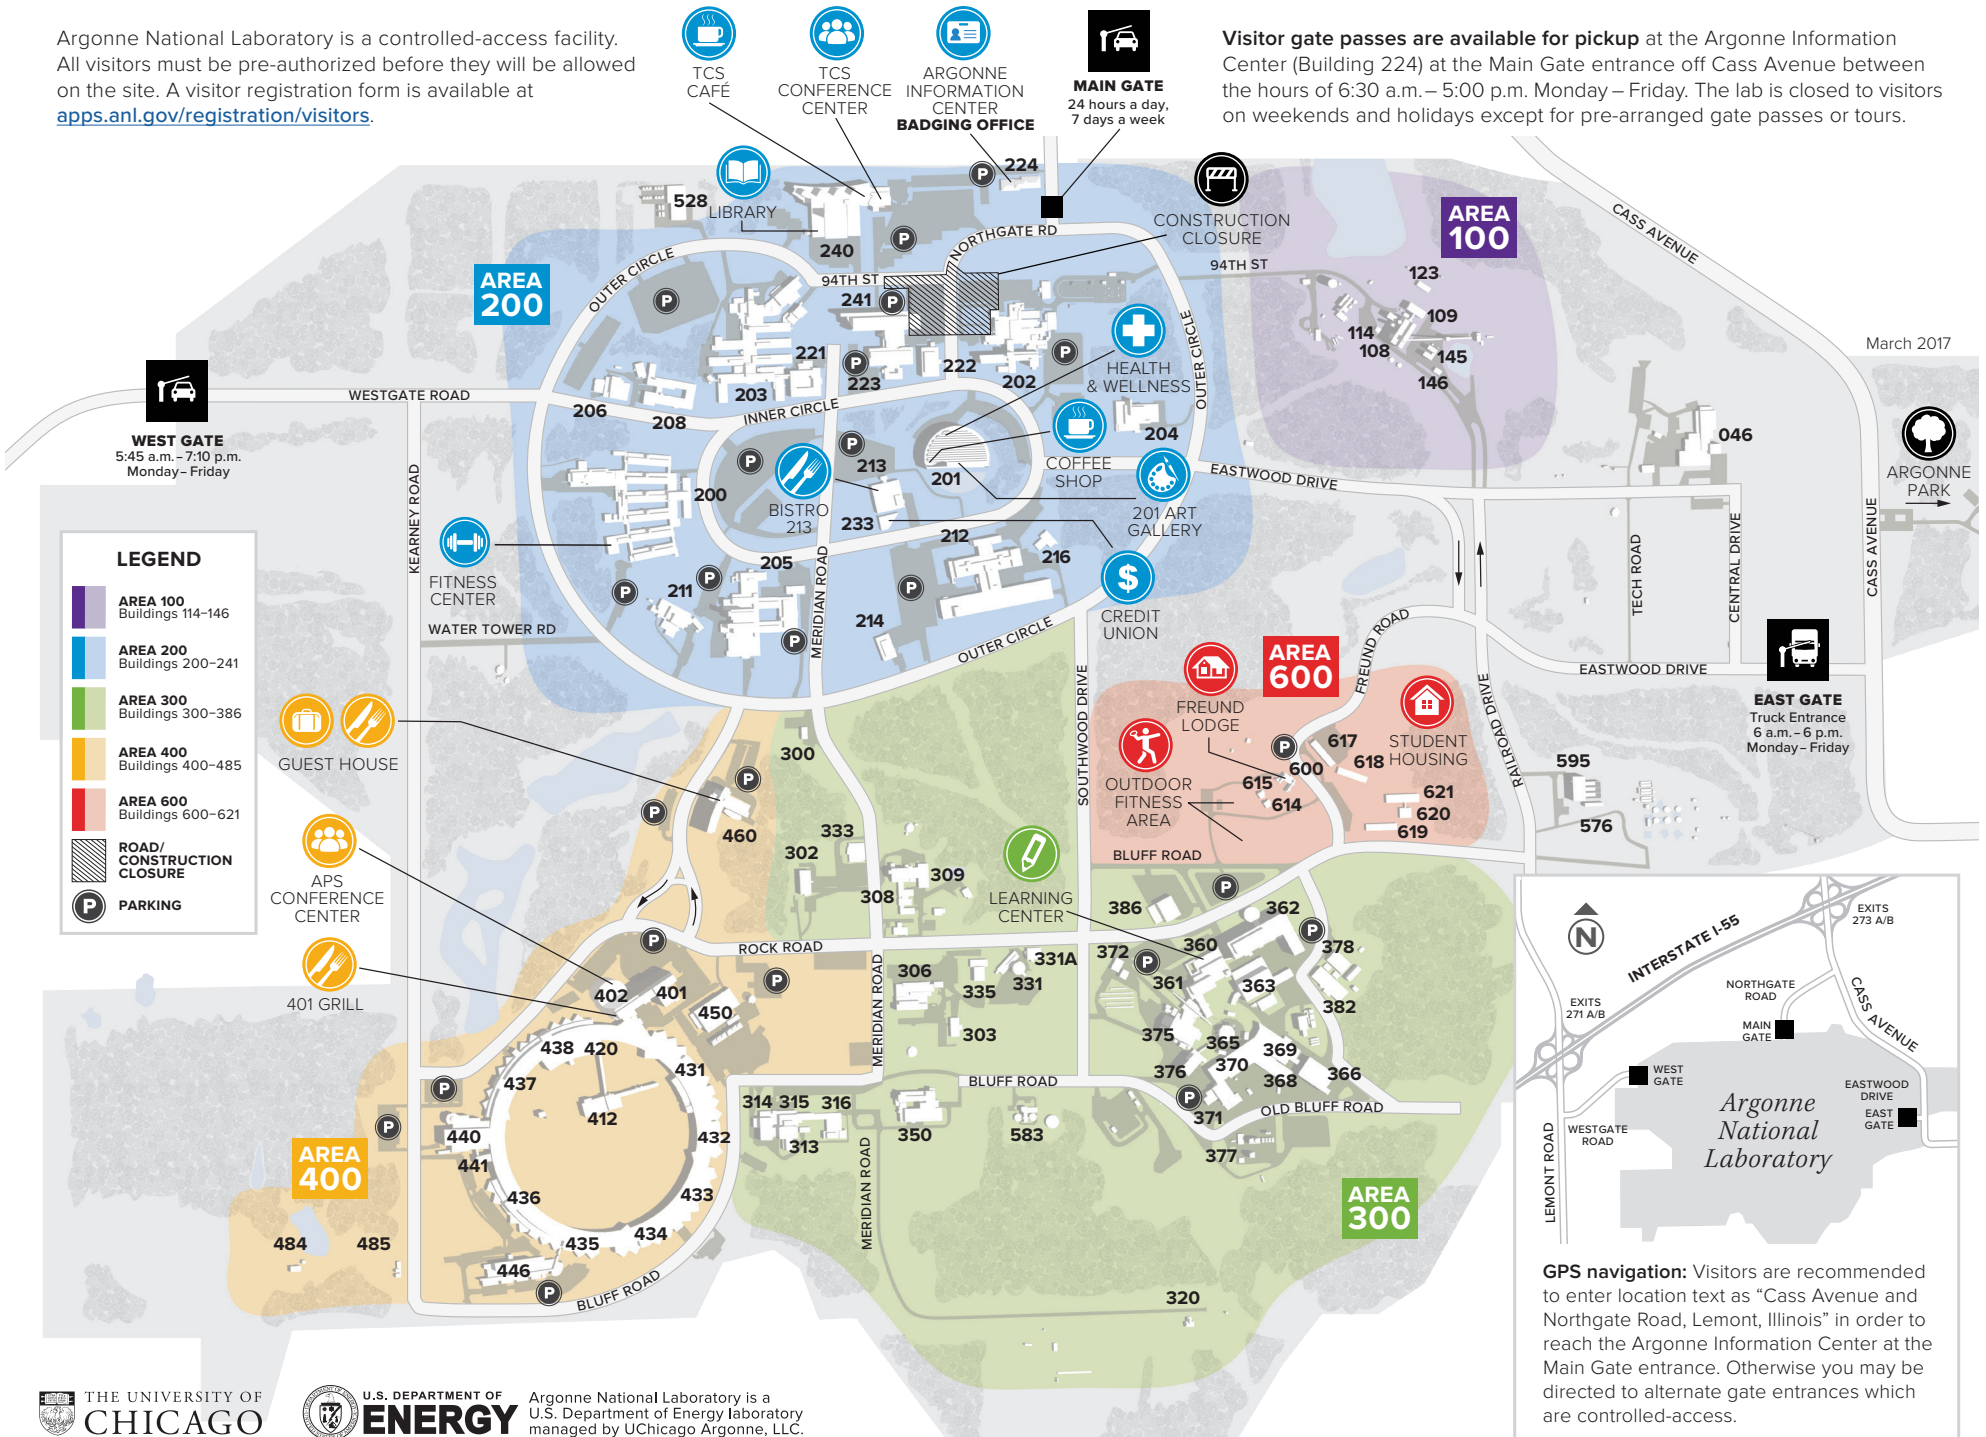 Argonne National Laboratory is a controlled-access facility.
All visitors must be pre-authorized before they will be allowed
on the site. A visitor registration form is available at
apps.anl.gov/registration/visitors.
TCS
CAFÉ
TCS
CONFERENCE
CENTER
ARGONNE
INFORMATION
CENTER
BADGING OFFICE
MAIN GATE
24 hours a day,
7 days a week
Visitor gate passes are available for pickup at the Argonne Information
Center (Building 224) at the Main Gate entrance off Cass Avenue between
the hours of 6:30 a.m. – 5:00 p.m. Monday – Friday. The lab is closed to visitors
on weekends and holidays except for pre-arranged gate passes or tours.
P
224
528
LIBRARY
240
P
NORTHGATE RD
CONSTRUCTION
CLOSURE
AREA
100
CASS AVENUE
AREA
200
OUTER CIRCLE
P
94TH ST
241
P
94TH ST
123
109
114
108
145
146
March 2017
221
P
223
222
202
P
HEALTH
& WELLNESS
OUTER CIRCLE
WEST GATE
5:45 a.m. – 7:10 p.m.
Monday – Friday
WESTGATE ROAD
206
208
203
INNER CIRCLE
204
046
ARGONNE
PARK
KEARNEY ROAD
P
P
213
201
COFFEE
SHOP
EASTWOOD DRIVE
200
BISTRO
213
233
212
201 ART
GALLERY
216
CASS AVENUE
TECH ROAD
CENTRAL DRIVE
FITNESS
CENTER
P
P
211
205
MERIDIAN ROAD
P
$
CREDIT
UNION
WATER TOWER RD
P
214
OUTER CIRCLE
LEGEND
AREA 100
Buildings 114–146
AREA 200
Buildings 200–241
AREA 300
Buildings 300–386
AREA 400
Buildings 400–485
AREA 600
Buildings 600–621
ROAD/
CONSTRUCTION
CLOSURE
P
PARKING
SOUTHWOOD DRIVE
AREA
600
FREUND ROAD
FREUND
LODGE
RAILROAD DRIVE
EASTWOOD DRIVE
EAST GATE
Truck Entrance
6 a.m. – 6 p.m.
Monday – Friday
STUDENT
HOUSING
OUTDOOR
FITNESS
AREA
P
617
600
618
615
614
621
620
619
595
576
BLUFF ROAD
GUEST HOUSE
300
P
P
460
333
302
309
308
LEARNING
CENTER
P
386
362
APS
CONFERENCE
CENTER
401 GRILL
P
ROCK ROAD
P
402
401
450
MERIDIAN ROAD
306
335
331
331A
303
372
P
360
361
363
P
378
382
375
365
369
370
376
368
366
P
371
OLD BLUFF ROAD
377
438
420
437
431
412
P
P
440
441
432
436
433
434
435
446
P
BLUFF ROAD
AREA
400
484
485
314
315
316
313
350
BLUFF ROAD
583
MERIDIAN ROAD
320
AREA
300
N
INTERSTATE I-55
EXITS
273 A/B
NORTHGATE
ROAD
CASS AVENUE
EXITS
271 A/B
MAIN
GATE
WEST
GATE
EASTWOOD
DRIVE
EAST
GATE
WESTGATE
ROAD
LEMONT ROAD
Argonne
National
Laboratory
GPS navigation: Visitors are recommended
to enter location text as “Cass Avenue and
Northgate Road, Lemont, Illinois” in order to
reach the Argonne Information Center at the
Main Gate entrance. Otherwise you may be
directed to alternate gate entrances which
are controlled-access.
THE UNIVERSITY OF
CHICAGO
U.S. DEPARTMENT OF
ENERGY
Argonne National Laboratory is a
U.S. Department of Energy laboratory
managed by UChicago Argonne, LLC.